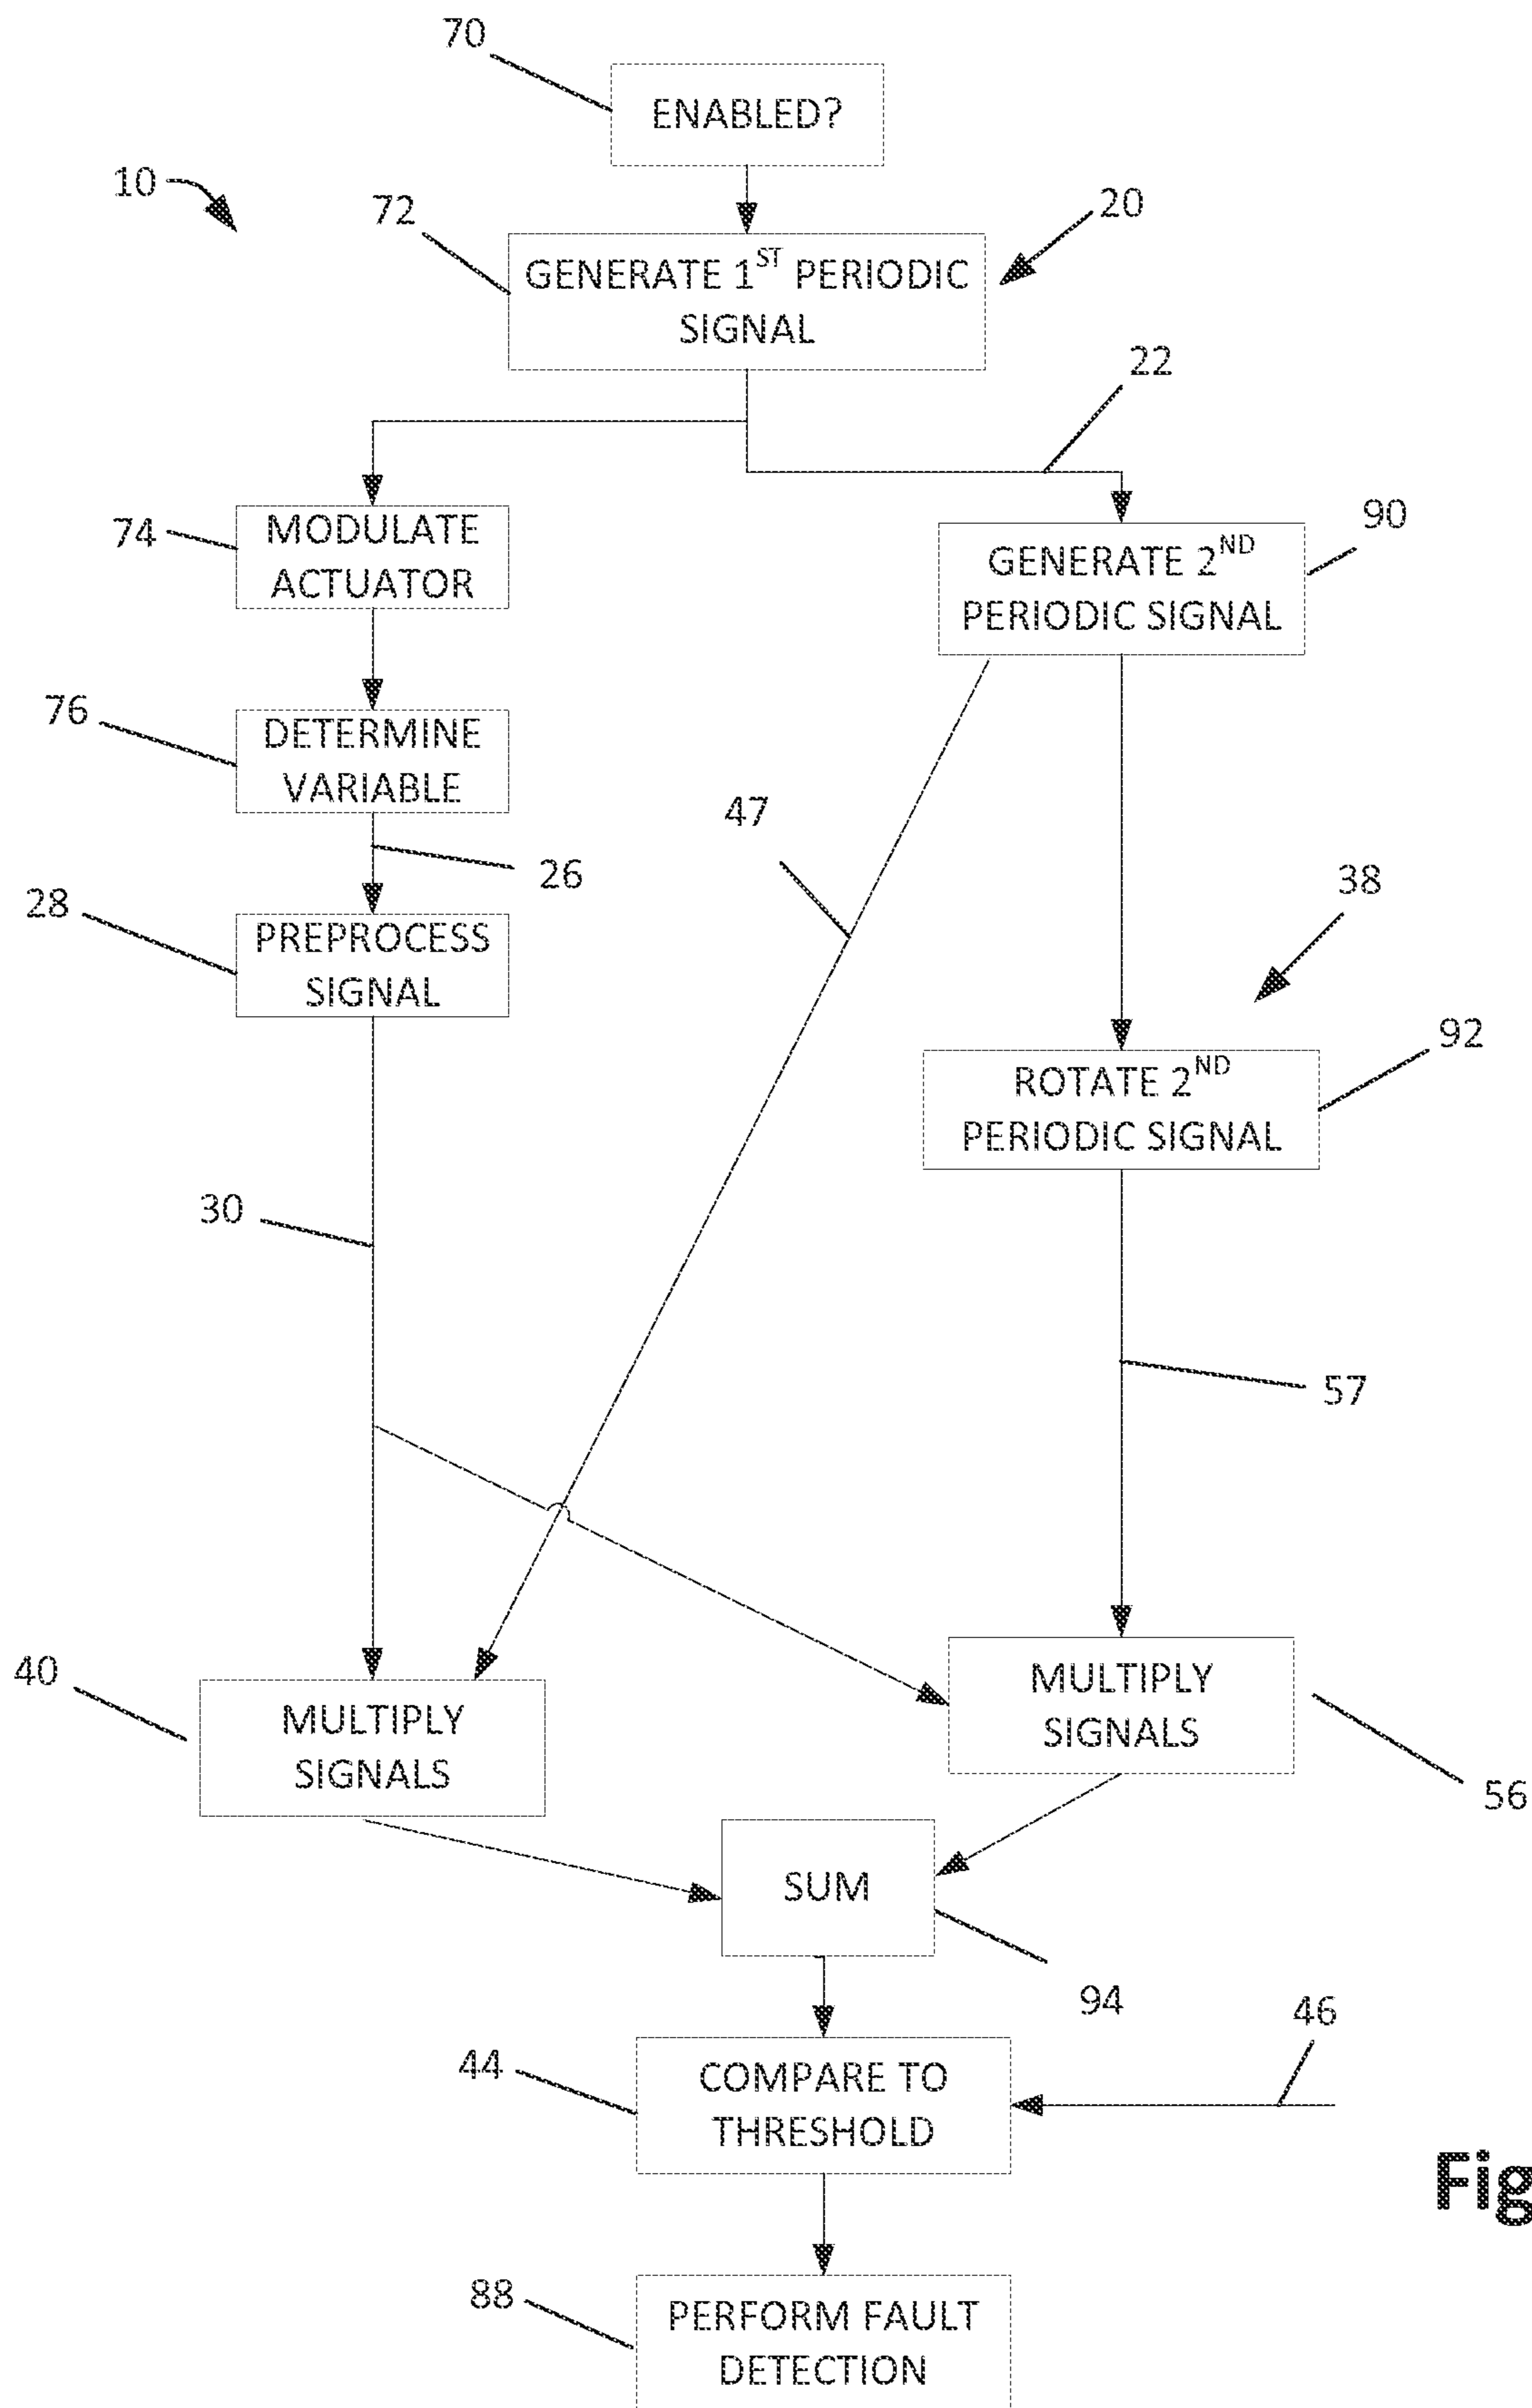 70
ENABLED?
10
72
20
GENERATE 1ST PERIODIC
SIGNAL
22
74
MODULATE
ACTUATOR
90
GENERATE 2ND
PERIODIC SIGNAL
76
DETERMINE
VARIABLE
47
26
38
28
PREPROCESS
SIGNAL
92
ROTATE 2ND
PERIODIC SIGNAL
30
57
40
MULTIPLY
SIGNALS
MULTIPLY
SIGNALS
56
SUM
94
46
44
COMPARE TO
THRESHOLD
Fig
88
PERFORM FAULT
DETECTION